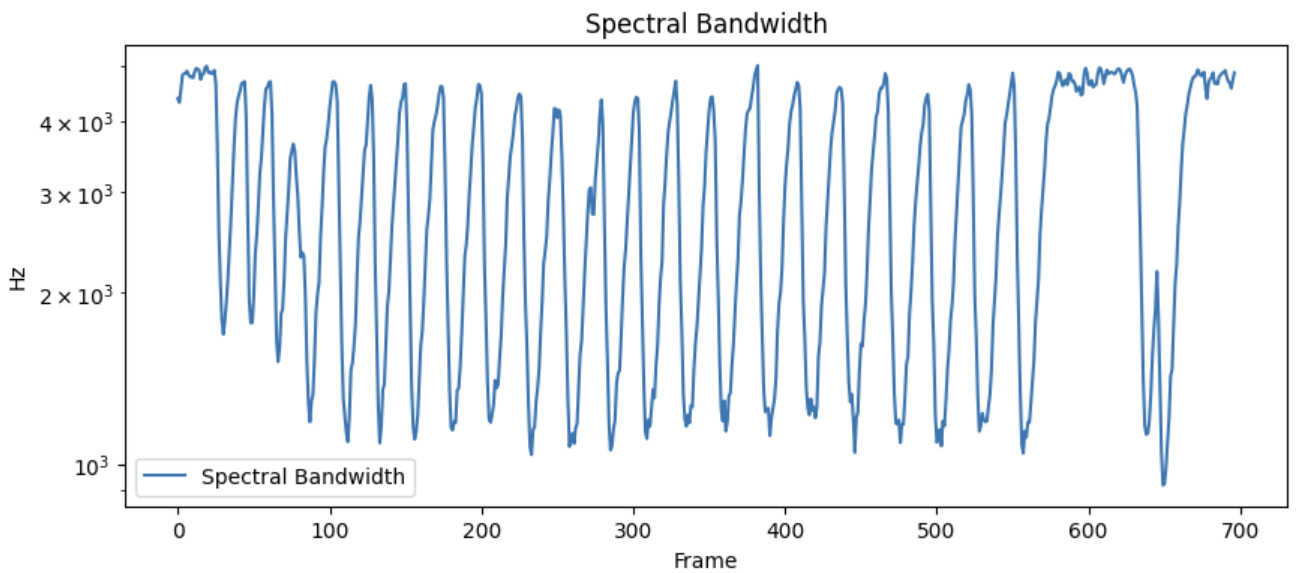 Spectral Bandwidth
Hz
4 × 10³
3 × 10³
2 × 10³
10³
Spectral Bandwidth
0 100 200 300 400 500 600 700
Frame